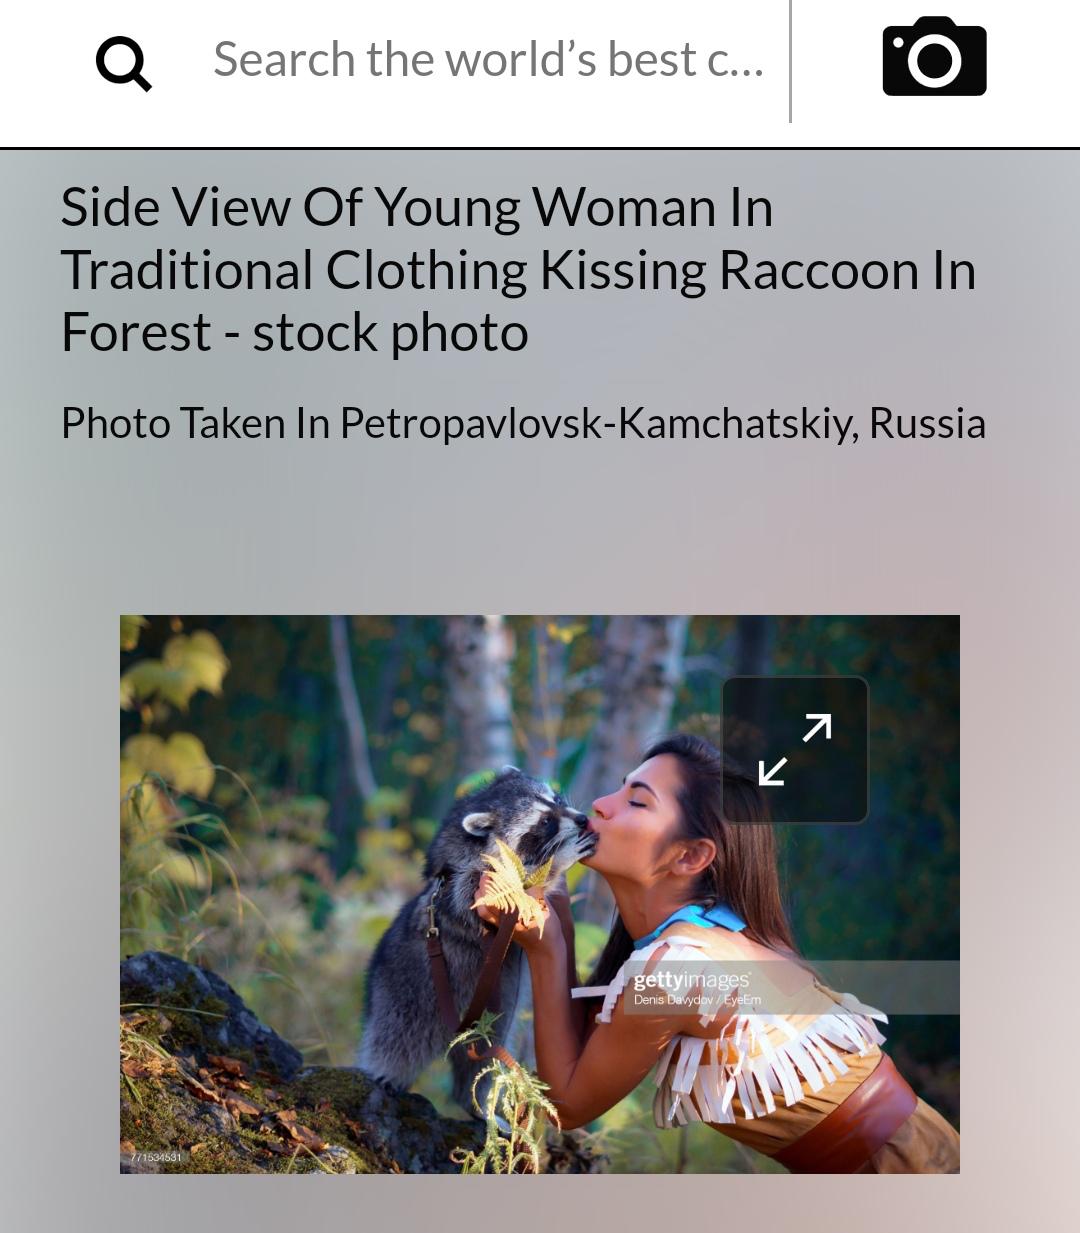 Search the world’s best c...
Side View Of Young Woman In
Traditional Clothing Kissing Raccoon In
Forest - stock photo
Photo Taken In Petropavlovsk-Kamchatskiy, Russia
gettyimages®
Denis Davydov / EyeEm
771534531